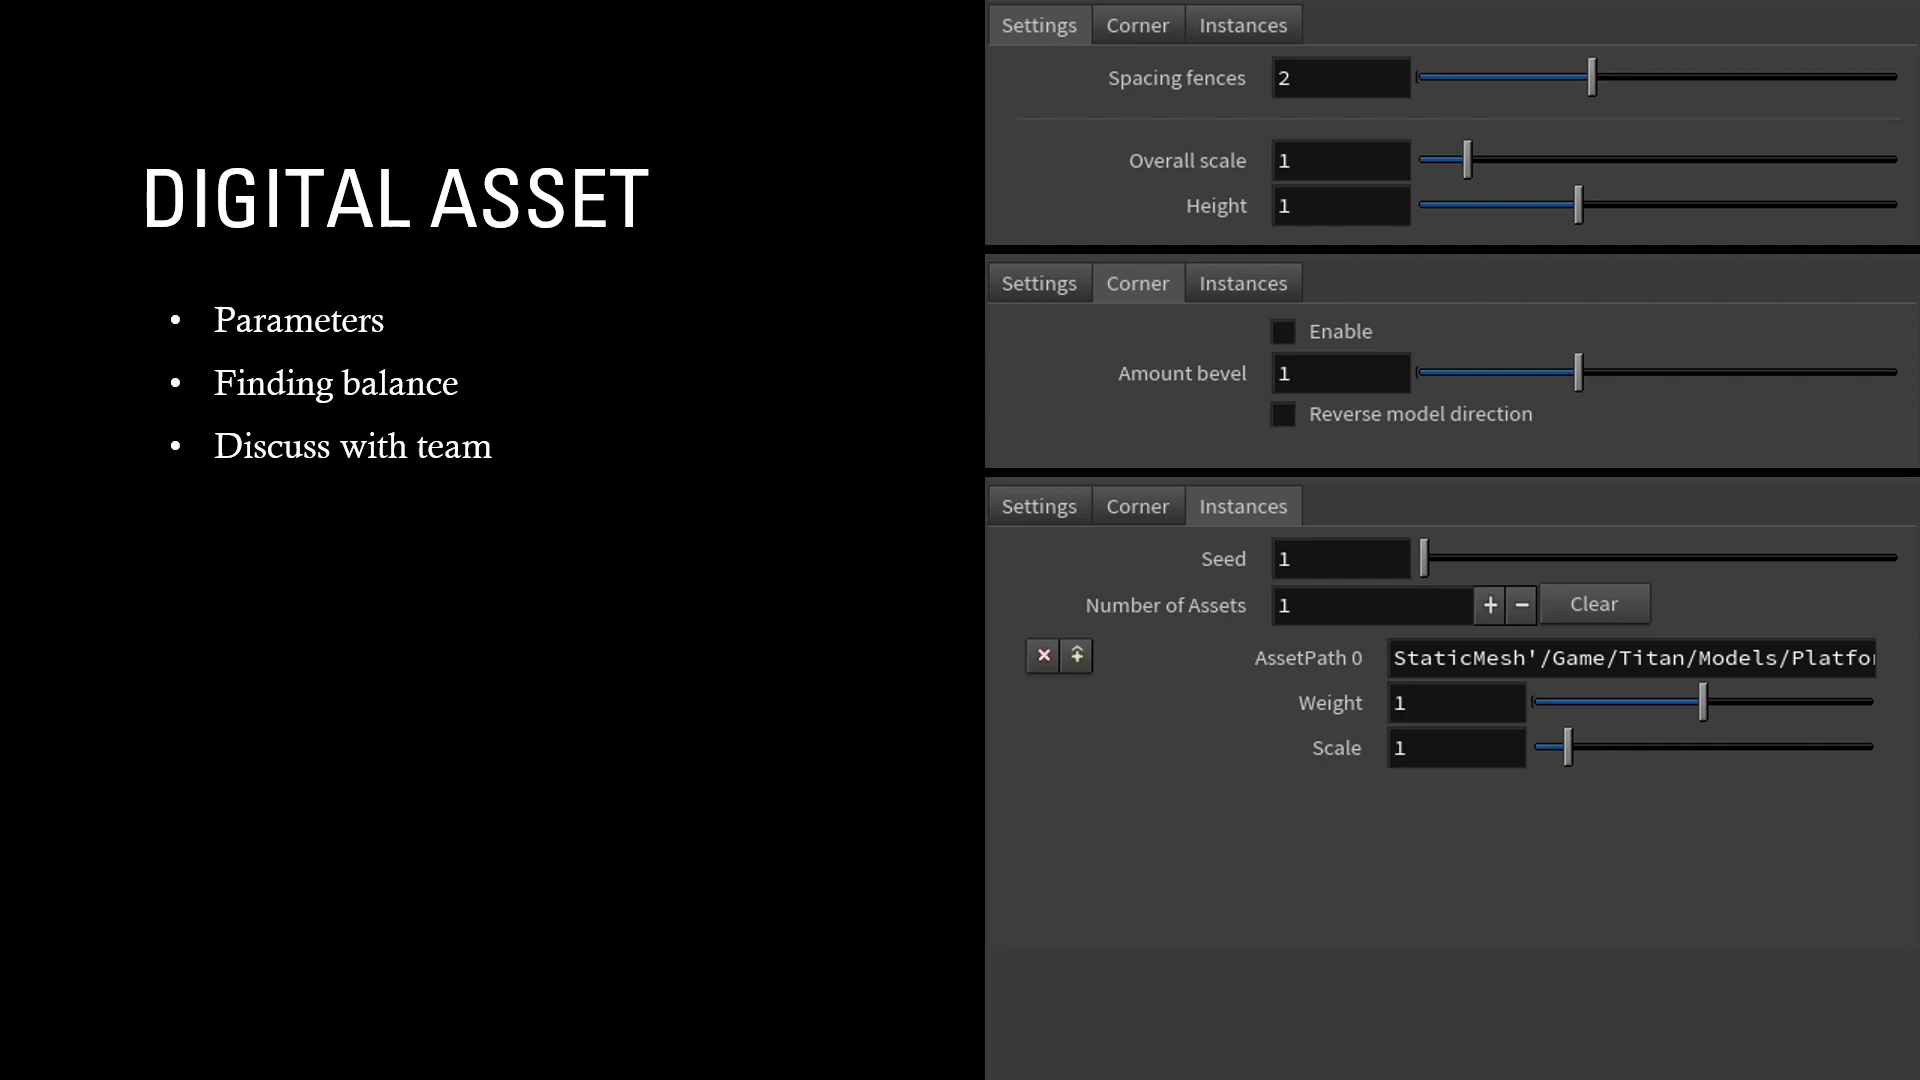 DIGITAL ASSET
• Parameters
• Finding balance
• Discuss with team
Settings Corner Instances
Spacing fences 2
Overall scale 1
Height 1
Settings Corner Instances
Enable
Amount bevel 1
Reverse model direction
Settings Corner Instances
Seed 1
Number of Assets 1 + − Clear
AssetPath 0 StaticMesh'/Game/Titan/Models/Platfor
Weight 1
Scale 1